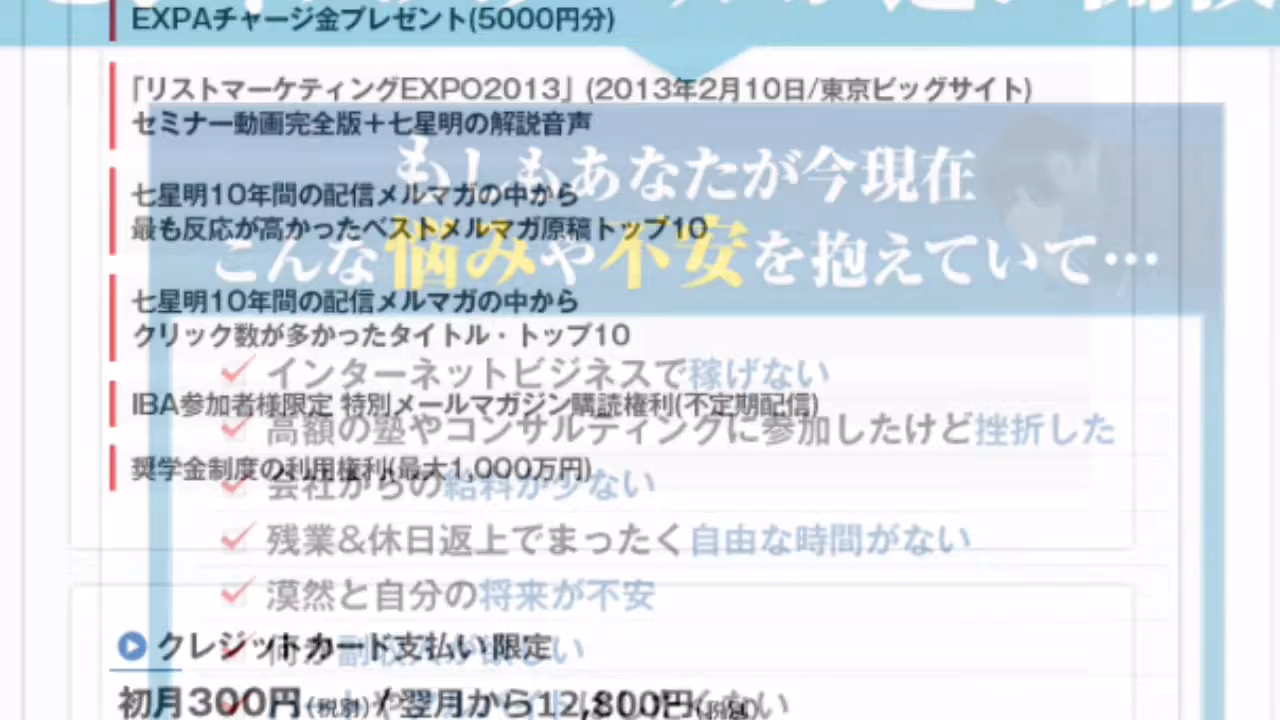 EXPAチャージ金プレゼント(5000円分)
「リストマーケティングEXPO2013」(2013年2月10日/東京ビッグサイト)
セミナー動画完全版＋七星明の解説音声
もしもあなたが今現在
七星明10年間の配信メルマガの中から
最も反応が高かったベストメルマガ原稿トップ10
こんな悩みや不安を抱えていて…
七星明10年間の配信メルマガの中から
クリック数が多かったタイトル・トップ10
インターネットビジネスで稼げない
IBA参加者様限定 特別メールマガジン購読権利(不定期配信)
高額の塾やコンサルティングに参加したけど挫折した
奨学金制度の利用権利(最大1,000万円)
会社からの給料が少ない
残業&休日返上でまったく自由な時間がない
漠然と自分の将来が不安
クレジットカード支払い限定
初月300円(税別) / 翌月から12,800円(税別)